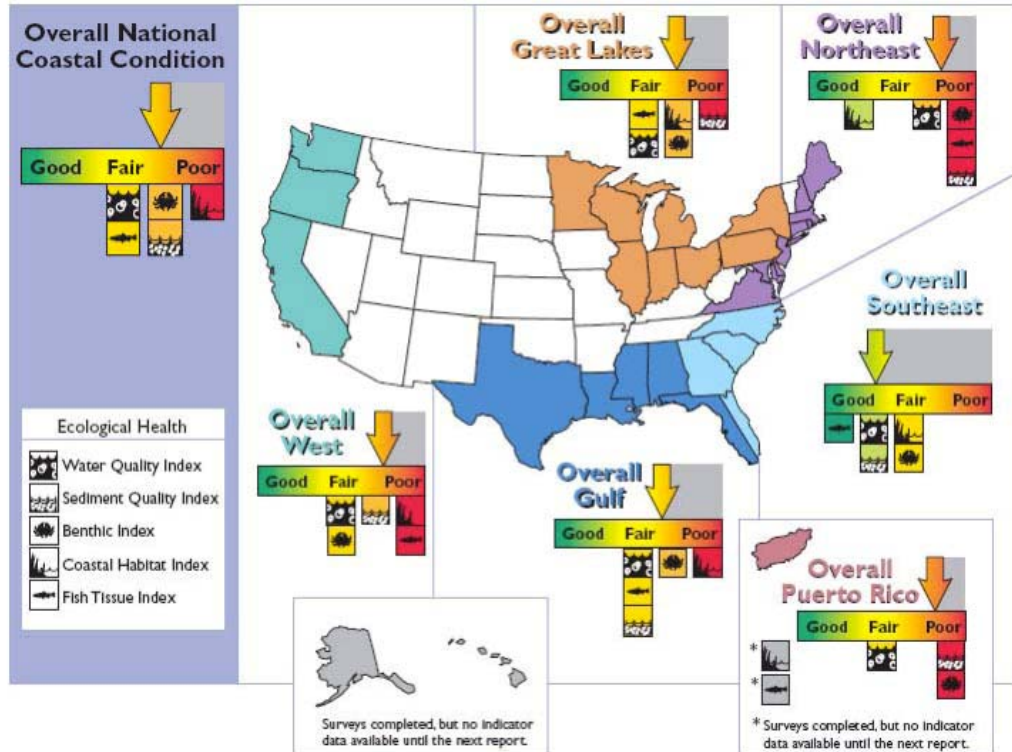 Overall National
Coastal Condition
Good Fair Poor
Ecological Health
Water Quality Index
Sediment Quality Index
Benthic Index
Coastal Habitat Index
Fish Tissue Index
Overall
Great Lakes
Good Fair Poor
Overall
Northeast
Good Fair Poor
Overall
Southeast
Good Fair Poor
Overall
West
Good Fair Poor
Overall
Gulf
Good Fair Poor
Overall
Puerto Rico
Good Fair Poor
*
*
* Surveys completed, but no indicator
data available until the next report.
Surveys completed, but no indicator
data available until the next report.